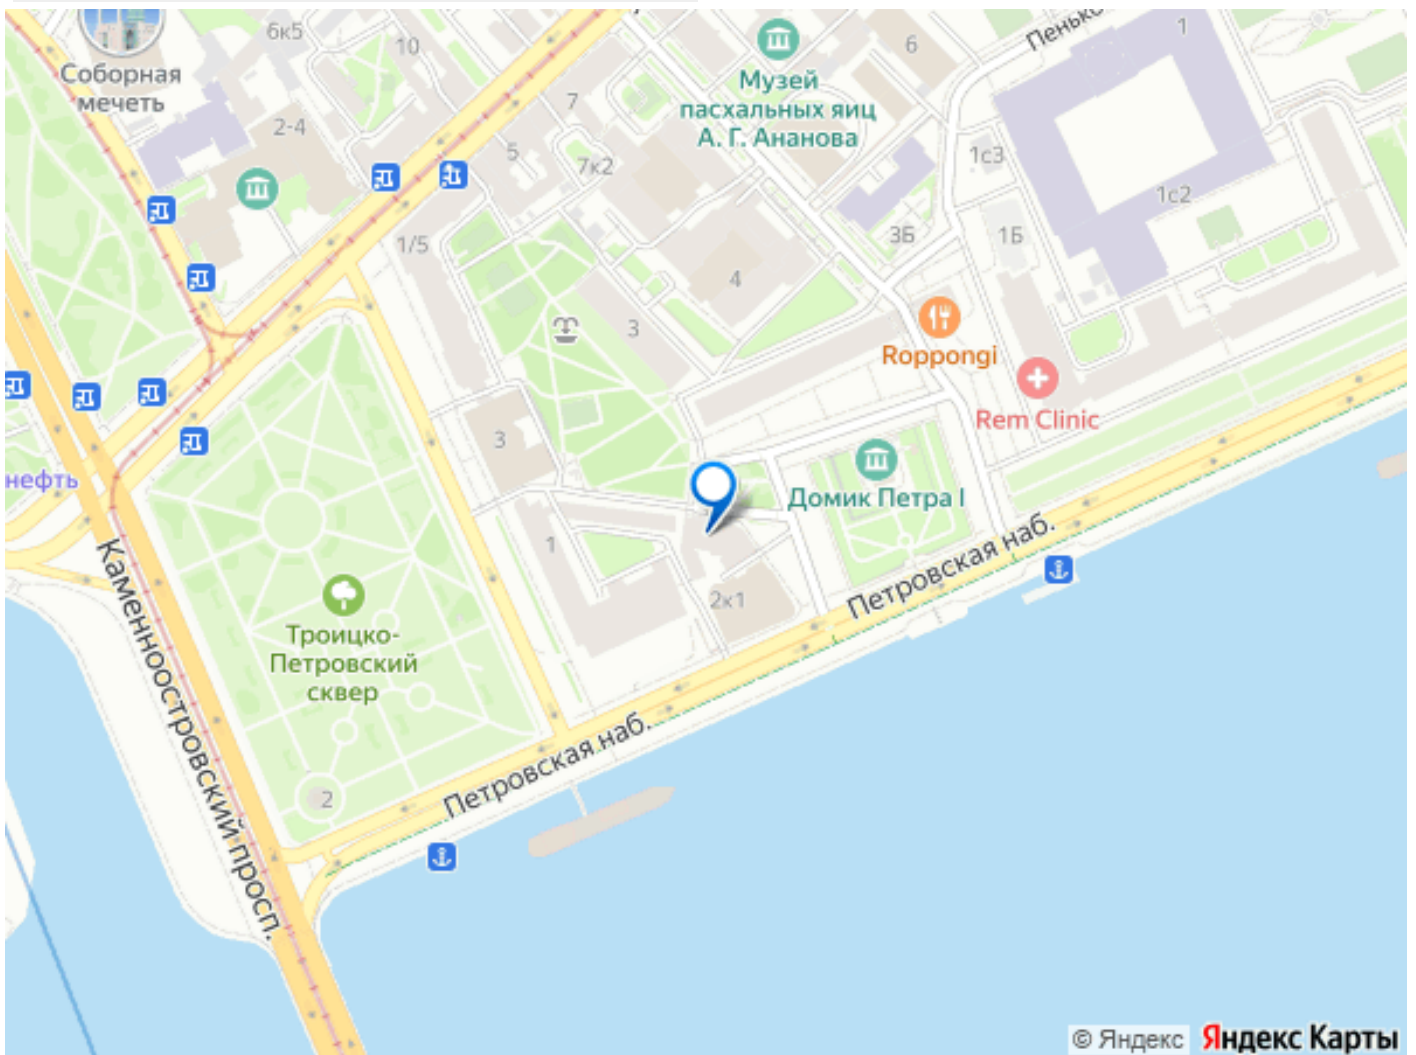 6к5
10
6
Пенько
1
Соборная
мечеть
Музей
пасхальных яиц
А. Г. Ананова
7
2-4
5
7к2
1с3
1с2
1/5
3Б
1Б
4
3
Roppongi
Rem Clinic
3
нефть
Домик Петра I
1
Петровская наб.
2к1
Каменноостровский просп.
Троицко-
Петровский
сквер
Петровская наб.
2
© Яндекс Яндекс Карты